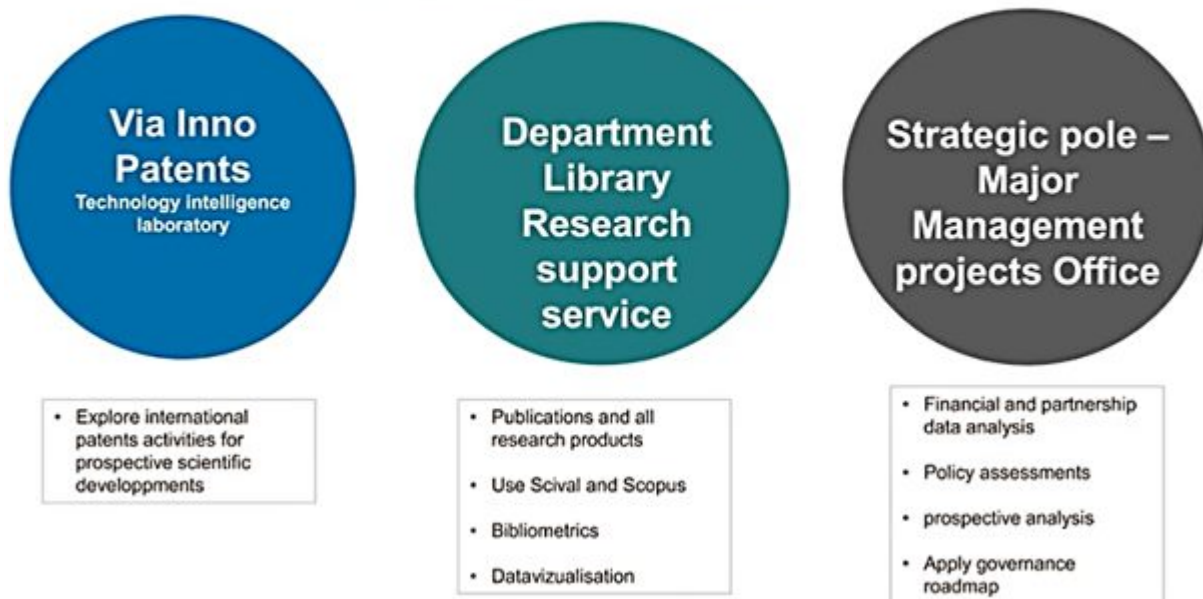 Via Inno
Patents
Technology intelligence
laboratory
Department
Library
Research
support
service
Strategic pole –
Major
Management
projects Office
• Explore international
patents activities for
prospective scientific
developpments
• Publications and all
research products
• Use Scival and Scopus
• Bibliometrics
• Datavizualisation
• Financial and partnership
data analysis
• Policy assessments
• prospective analysis
• Apply governance
roadmap